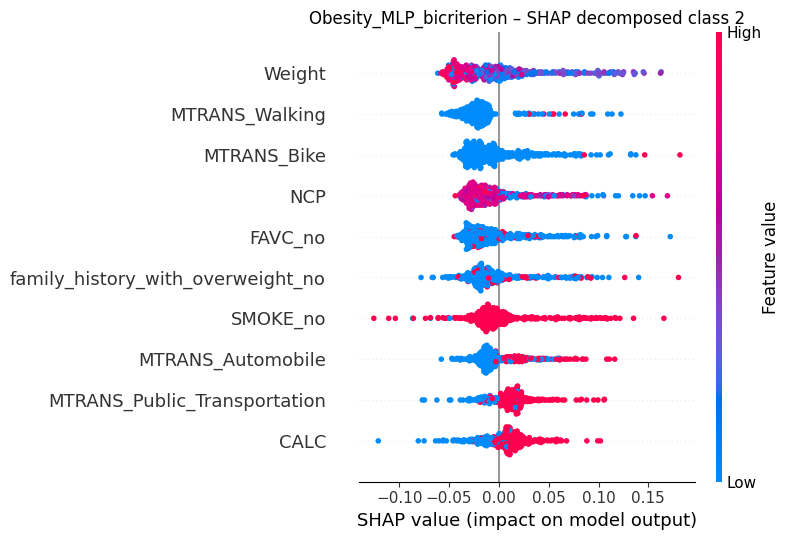 Obesity_MLP_bicriterion – SHAP decomposed class 2
High
Weight
MTRANS_Walking
MTRANS_Bike
NCP
FAVC_no
family_history_with_overweight_no
SMOKE_no
MTRANS_Automobile
MTRANS_Public_Transportation
CALC
Feature value
Low
−0.10 −0.05 0.00 0.05 0.10 0.15
SHAP value (impact on model output)